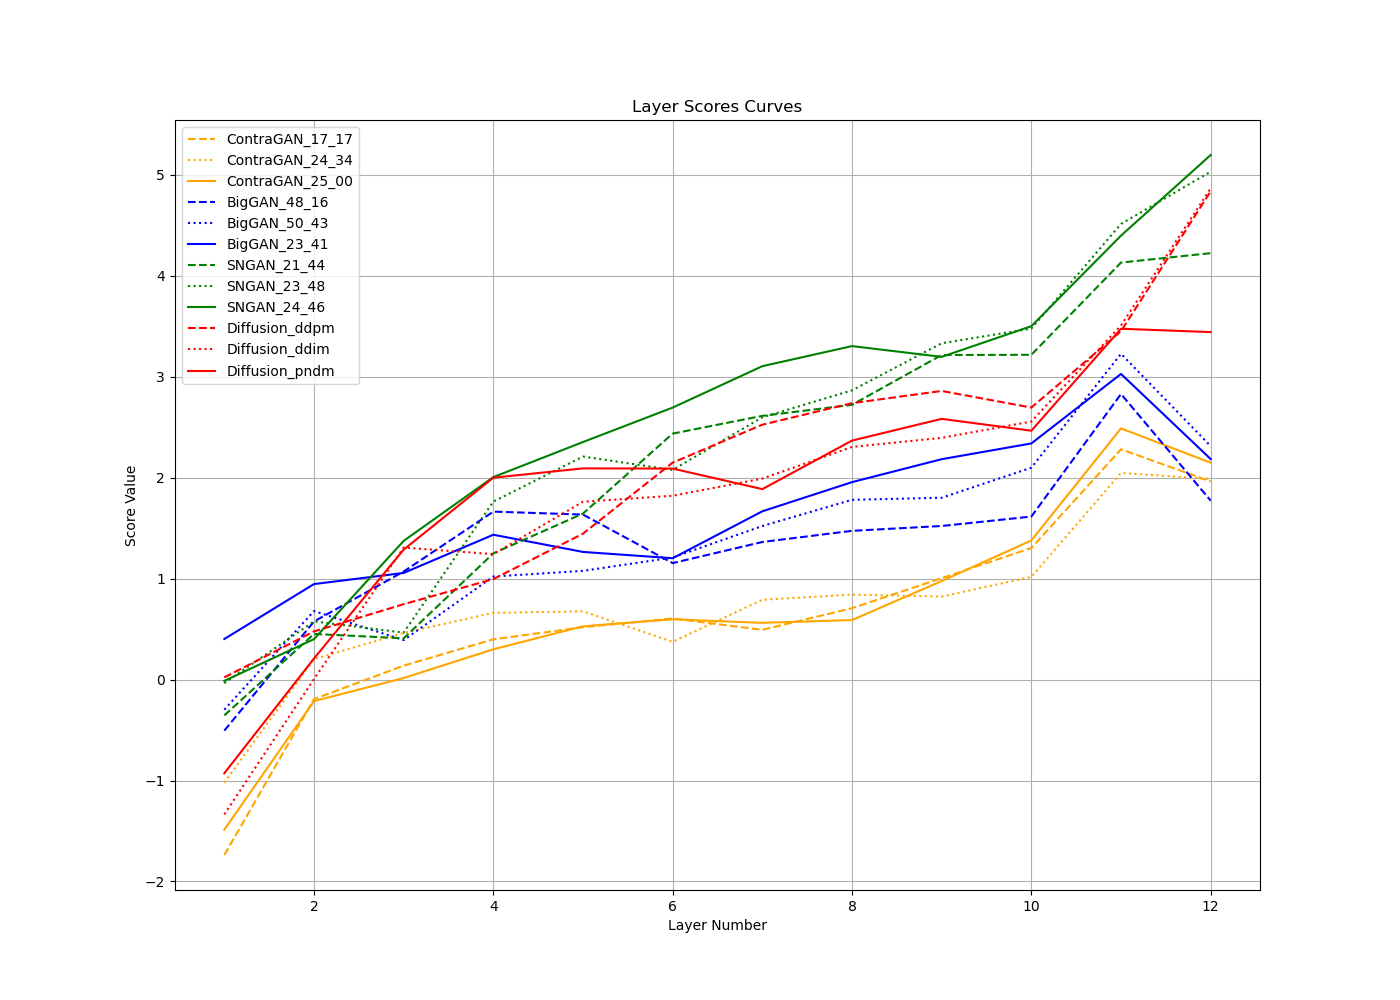 Layer Scores Curves
ContraGAN_17_17
ContraGAN_24_34
ContraGAN_25_00
BigGAN_48_16
BigGAN_50_43
BigGAN_23_41
SNGAN_21_44
SNGAN_23_48
SNGAN_24_46
Diffusion_ddpm
Diffusion_ddim
Diffusion_pndm
5
4
3
2
1
0
−1
−2
Score Value
2 4 6 8 10 12
Layer Number